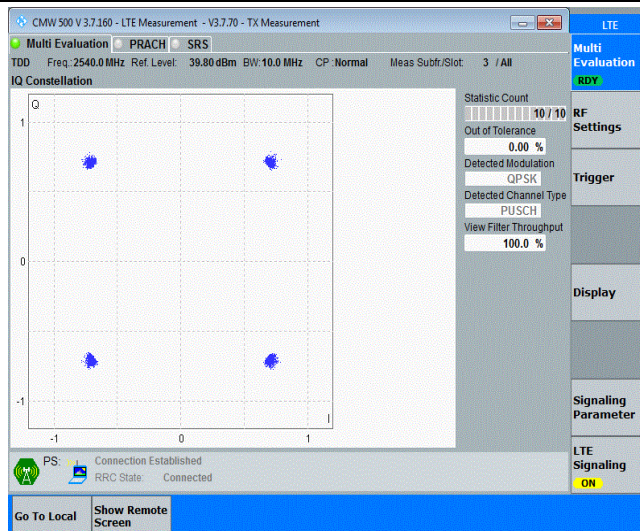 CMW 500 V 3.7.160 - LTE Measurement - V3.7.70 - TX Measurement
LTE
Multi Evaluation PRACH SRS
Multi
Evaluation
RDY
TDD Freq.:2540.0 MHz Ref. Level: 39.80 dBm BW:10.0 MHz CP :Normal Meas Subfr./Slot: 3 / All
IQ Constellation
Q
1
0
-1
I
-1 0 1
Statistic Count
10 / 10
Out of Tolerance
0.00 %
Detected Modulation
QPSK
Detected Channel Type
PUSCH
View Filter Throughput
100.0 %
RF
Settings
Trigger
Display
Signaling
Parameter
LTE
Signaling
ON
PS: Connection Established
RRC State: Connected
Go To Local
Show Remote
Screen